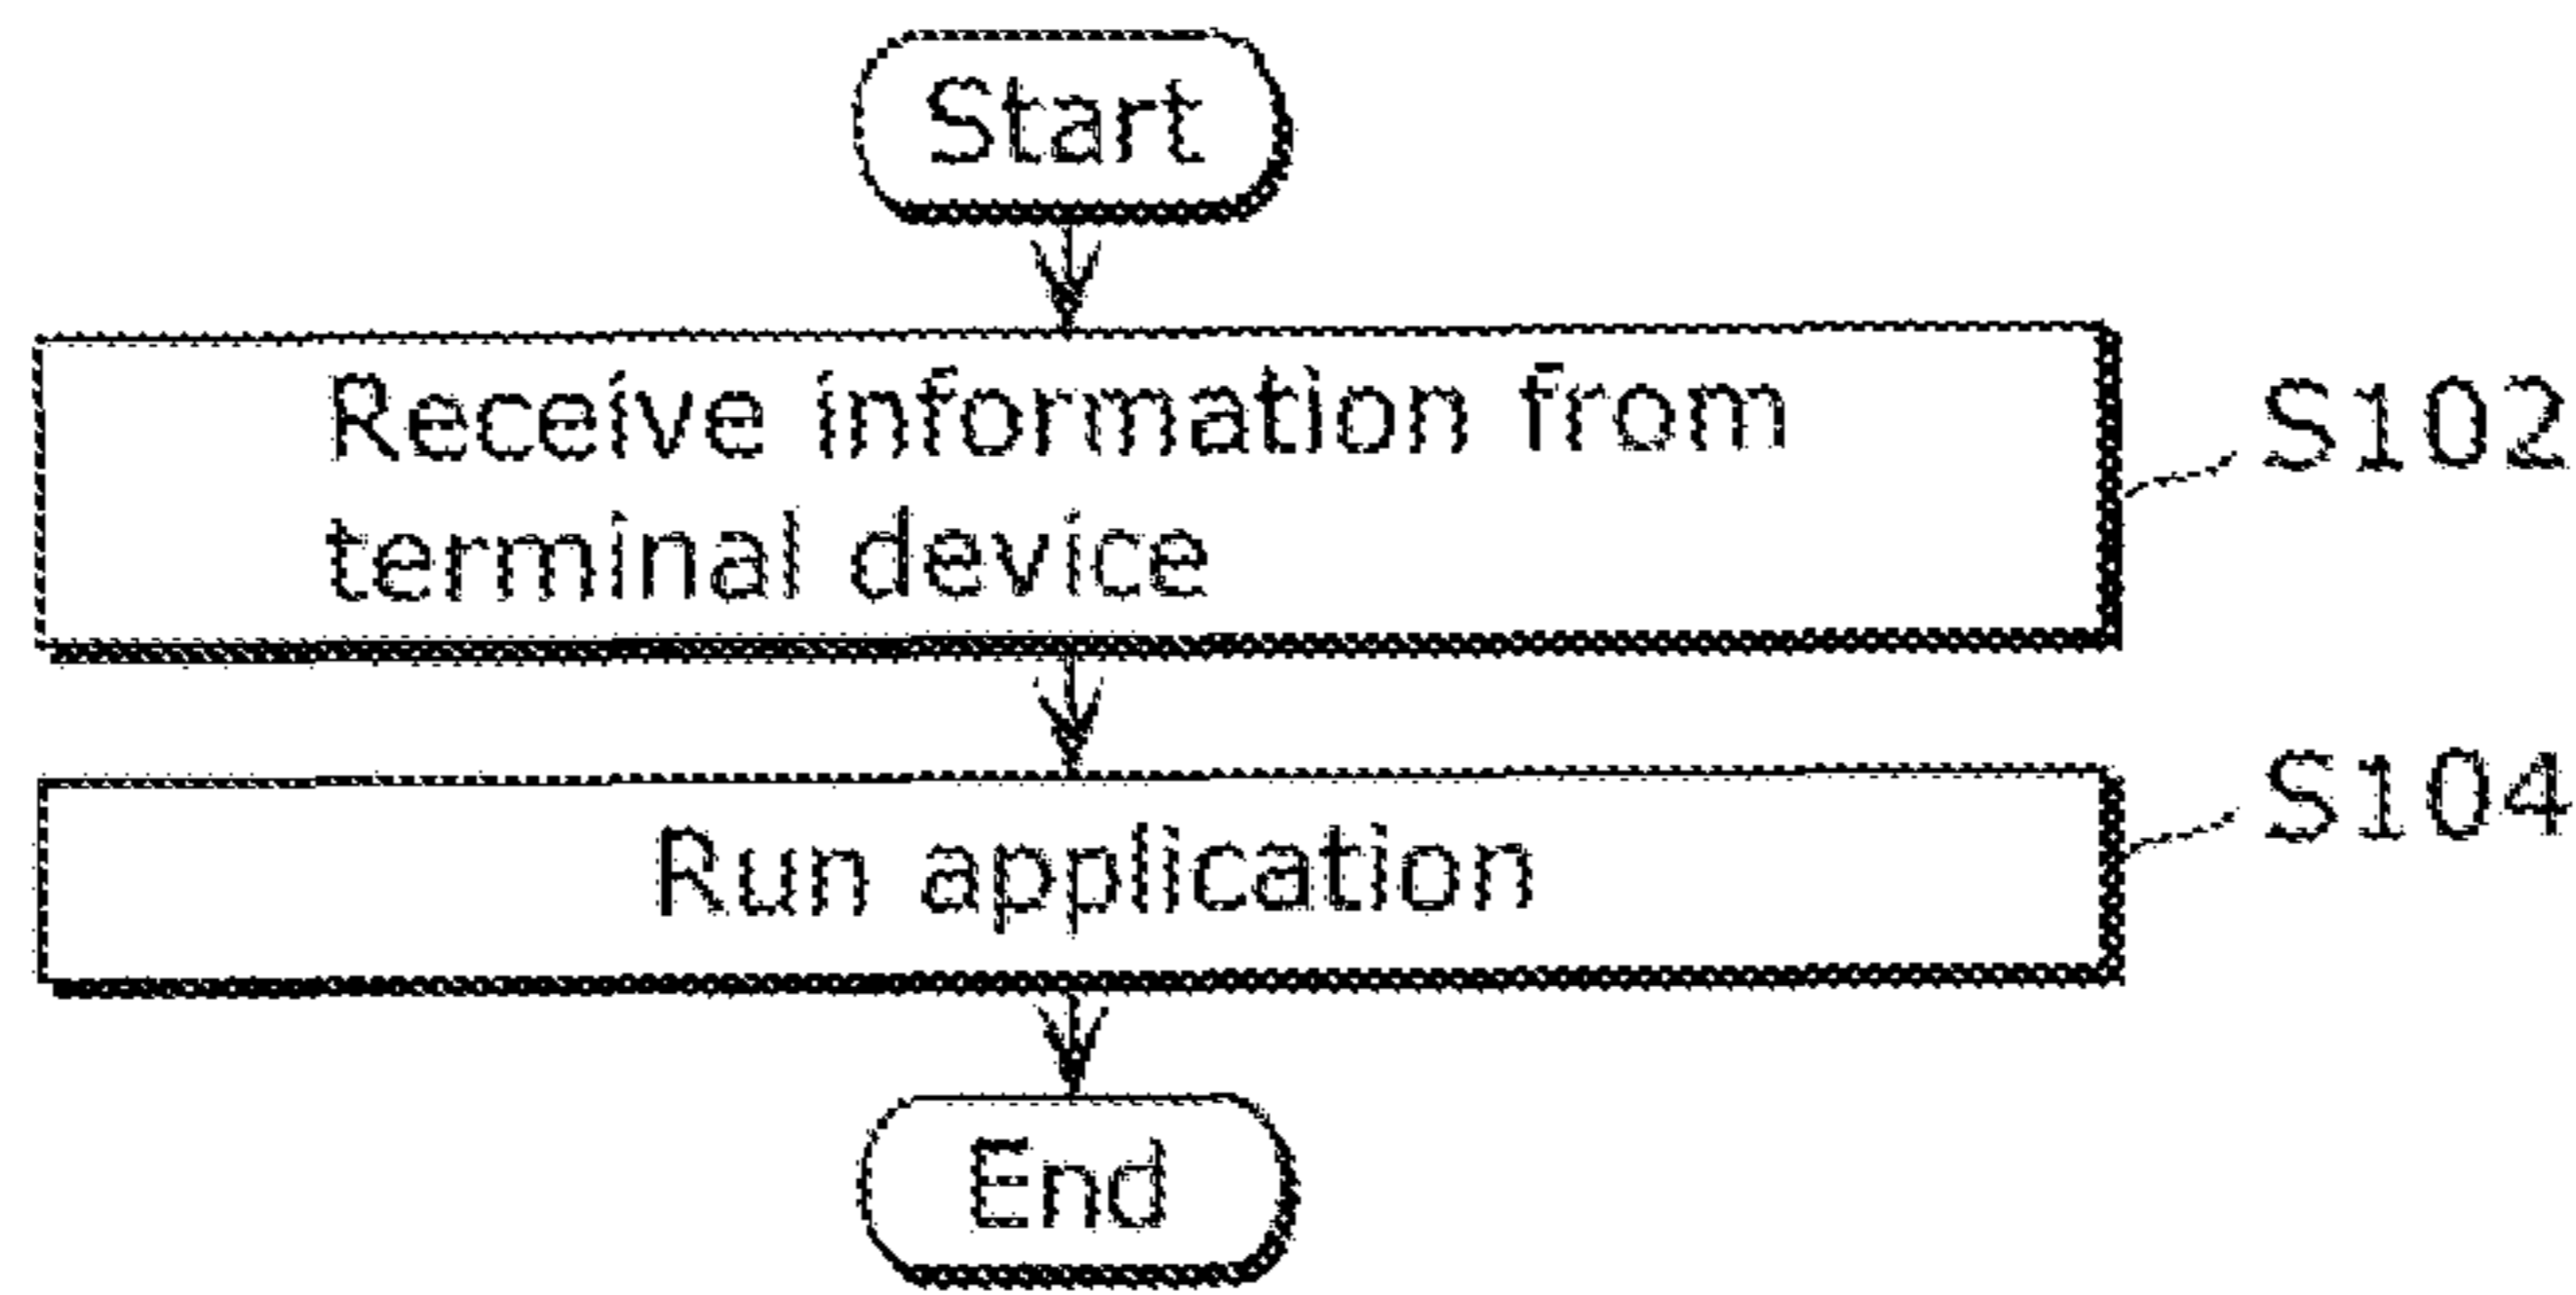 Start
Receive information from
terminal device
S102
Run application
S104
End